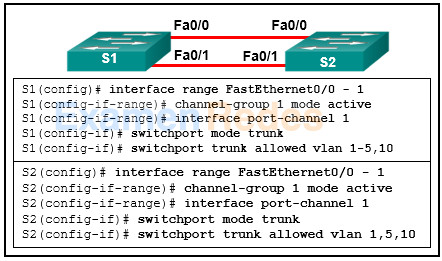 Fa0/0 Fa0/0
S1 Fa0/1 Fa0/1 S2
S1(config)# interface range FastEthernet0/0 - 1
S1(config-if-range)# channel-group 1 mode active
S1(config-if-range)# interface port-channel 1
S1(config-if)# switchport mode trunk
S1(config-if)# switchport trunk allowed vlan 1-5,10
ExamenRedes
S2(config)# interface range FastEthernet0/0 - 1
S2(config-if-range)# channel-group 1 mode active
S2(config-if-range)# interface port-channel 1
S2(config-if)# switchport mode trunk
S2(config-if)# switchport trunk allowed vlan 1,5,10